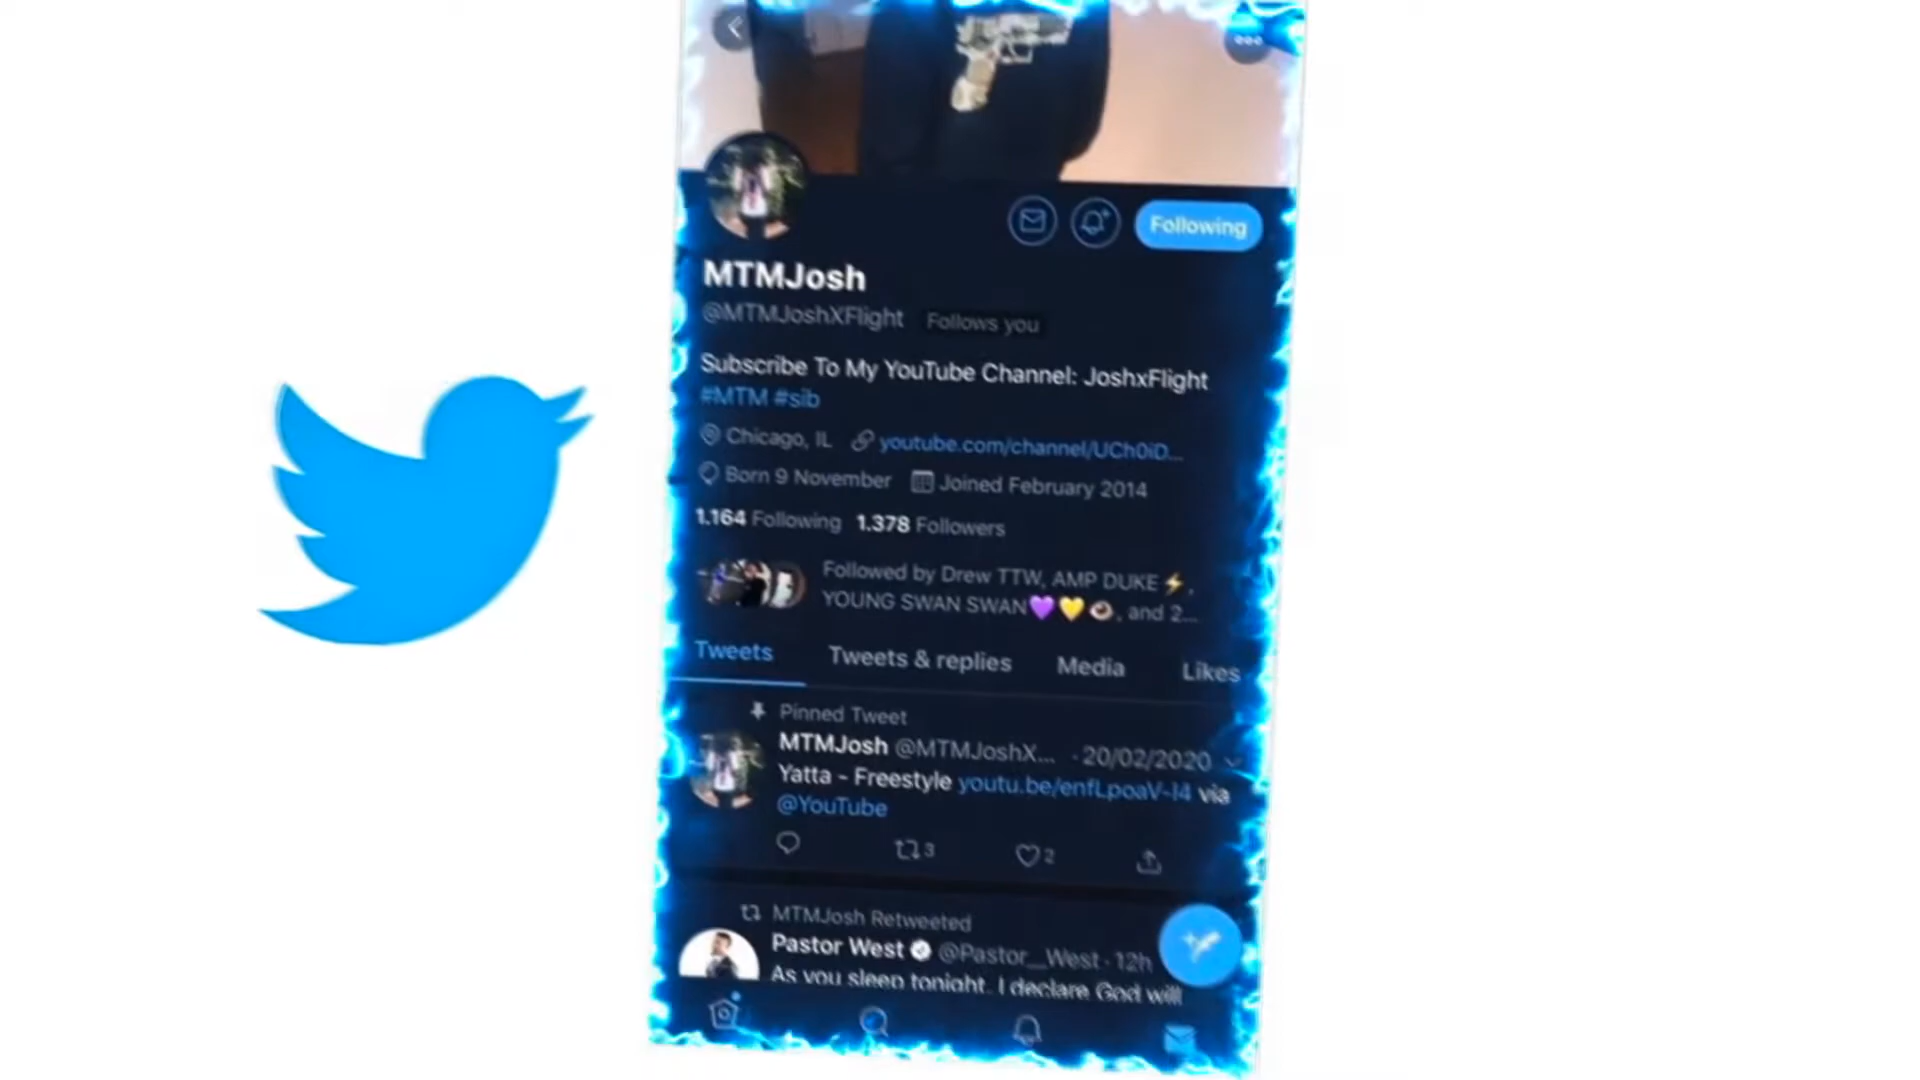 Following
MTMJosh
@MTMJoshXFlight Follows you
Subscribe To My YouTube Channel: JoshxFlight
#MTM #sib
Chicago, IL youtube.com/channel/UCh0iD...
Born 9 November Joined February 2014
1.164 Following 1.378 Followers
Followed by Drew TTW, AMP DUKE⚡,
YOUNG SWAN SWAN💜💛👁, and 2...
Tweets Tweets & replies Media Likes
Pinned Tweet
MTMJosh @MTMJoshX... · 20/02/2020
Yatta - Freestyle youtu.be/enfLpoaV-I4 via
@YouTube
3 2
MTMJosh Retweeted
Pastor West @Pastor__West · 12h
As you sleep tonight. I declare God will